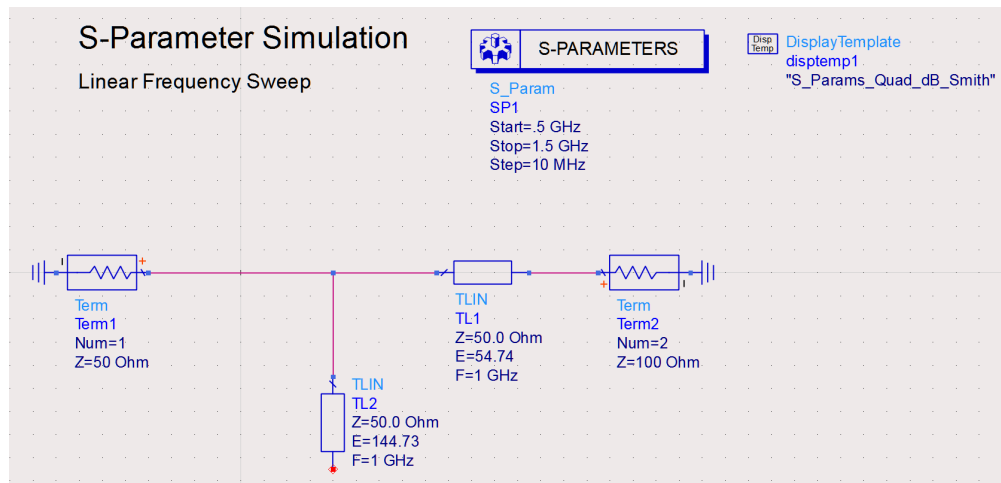 S-Parameter Simulation
Linear Frequency Sweep
S-PARAMETERS
S_Param
SP1
Start=.5 GHz
Stop=1.5 GHz
Step=10 MHz
Disp
Temp
DisplayTemplate
disptemp1
"S_Params_Quad_dB_Smith"
Term
Term1
Num=1
Z=50 Ohm
TLIN
TL2
Z=50.0 Ohm
E=144.73
F=1 GHz
TLIN
TL1
Z=50.0 Ohm
E=54.74
F=1 GHz
Term
Term2
Num=2
Z=100 Ohm